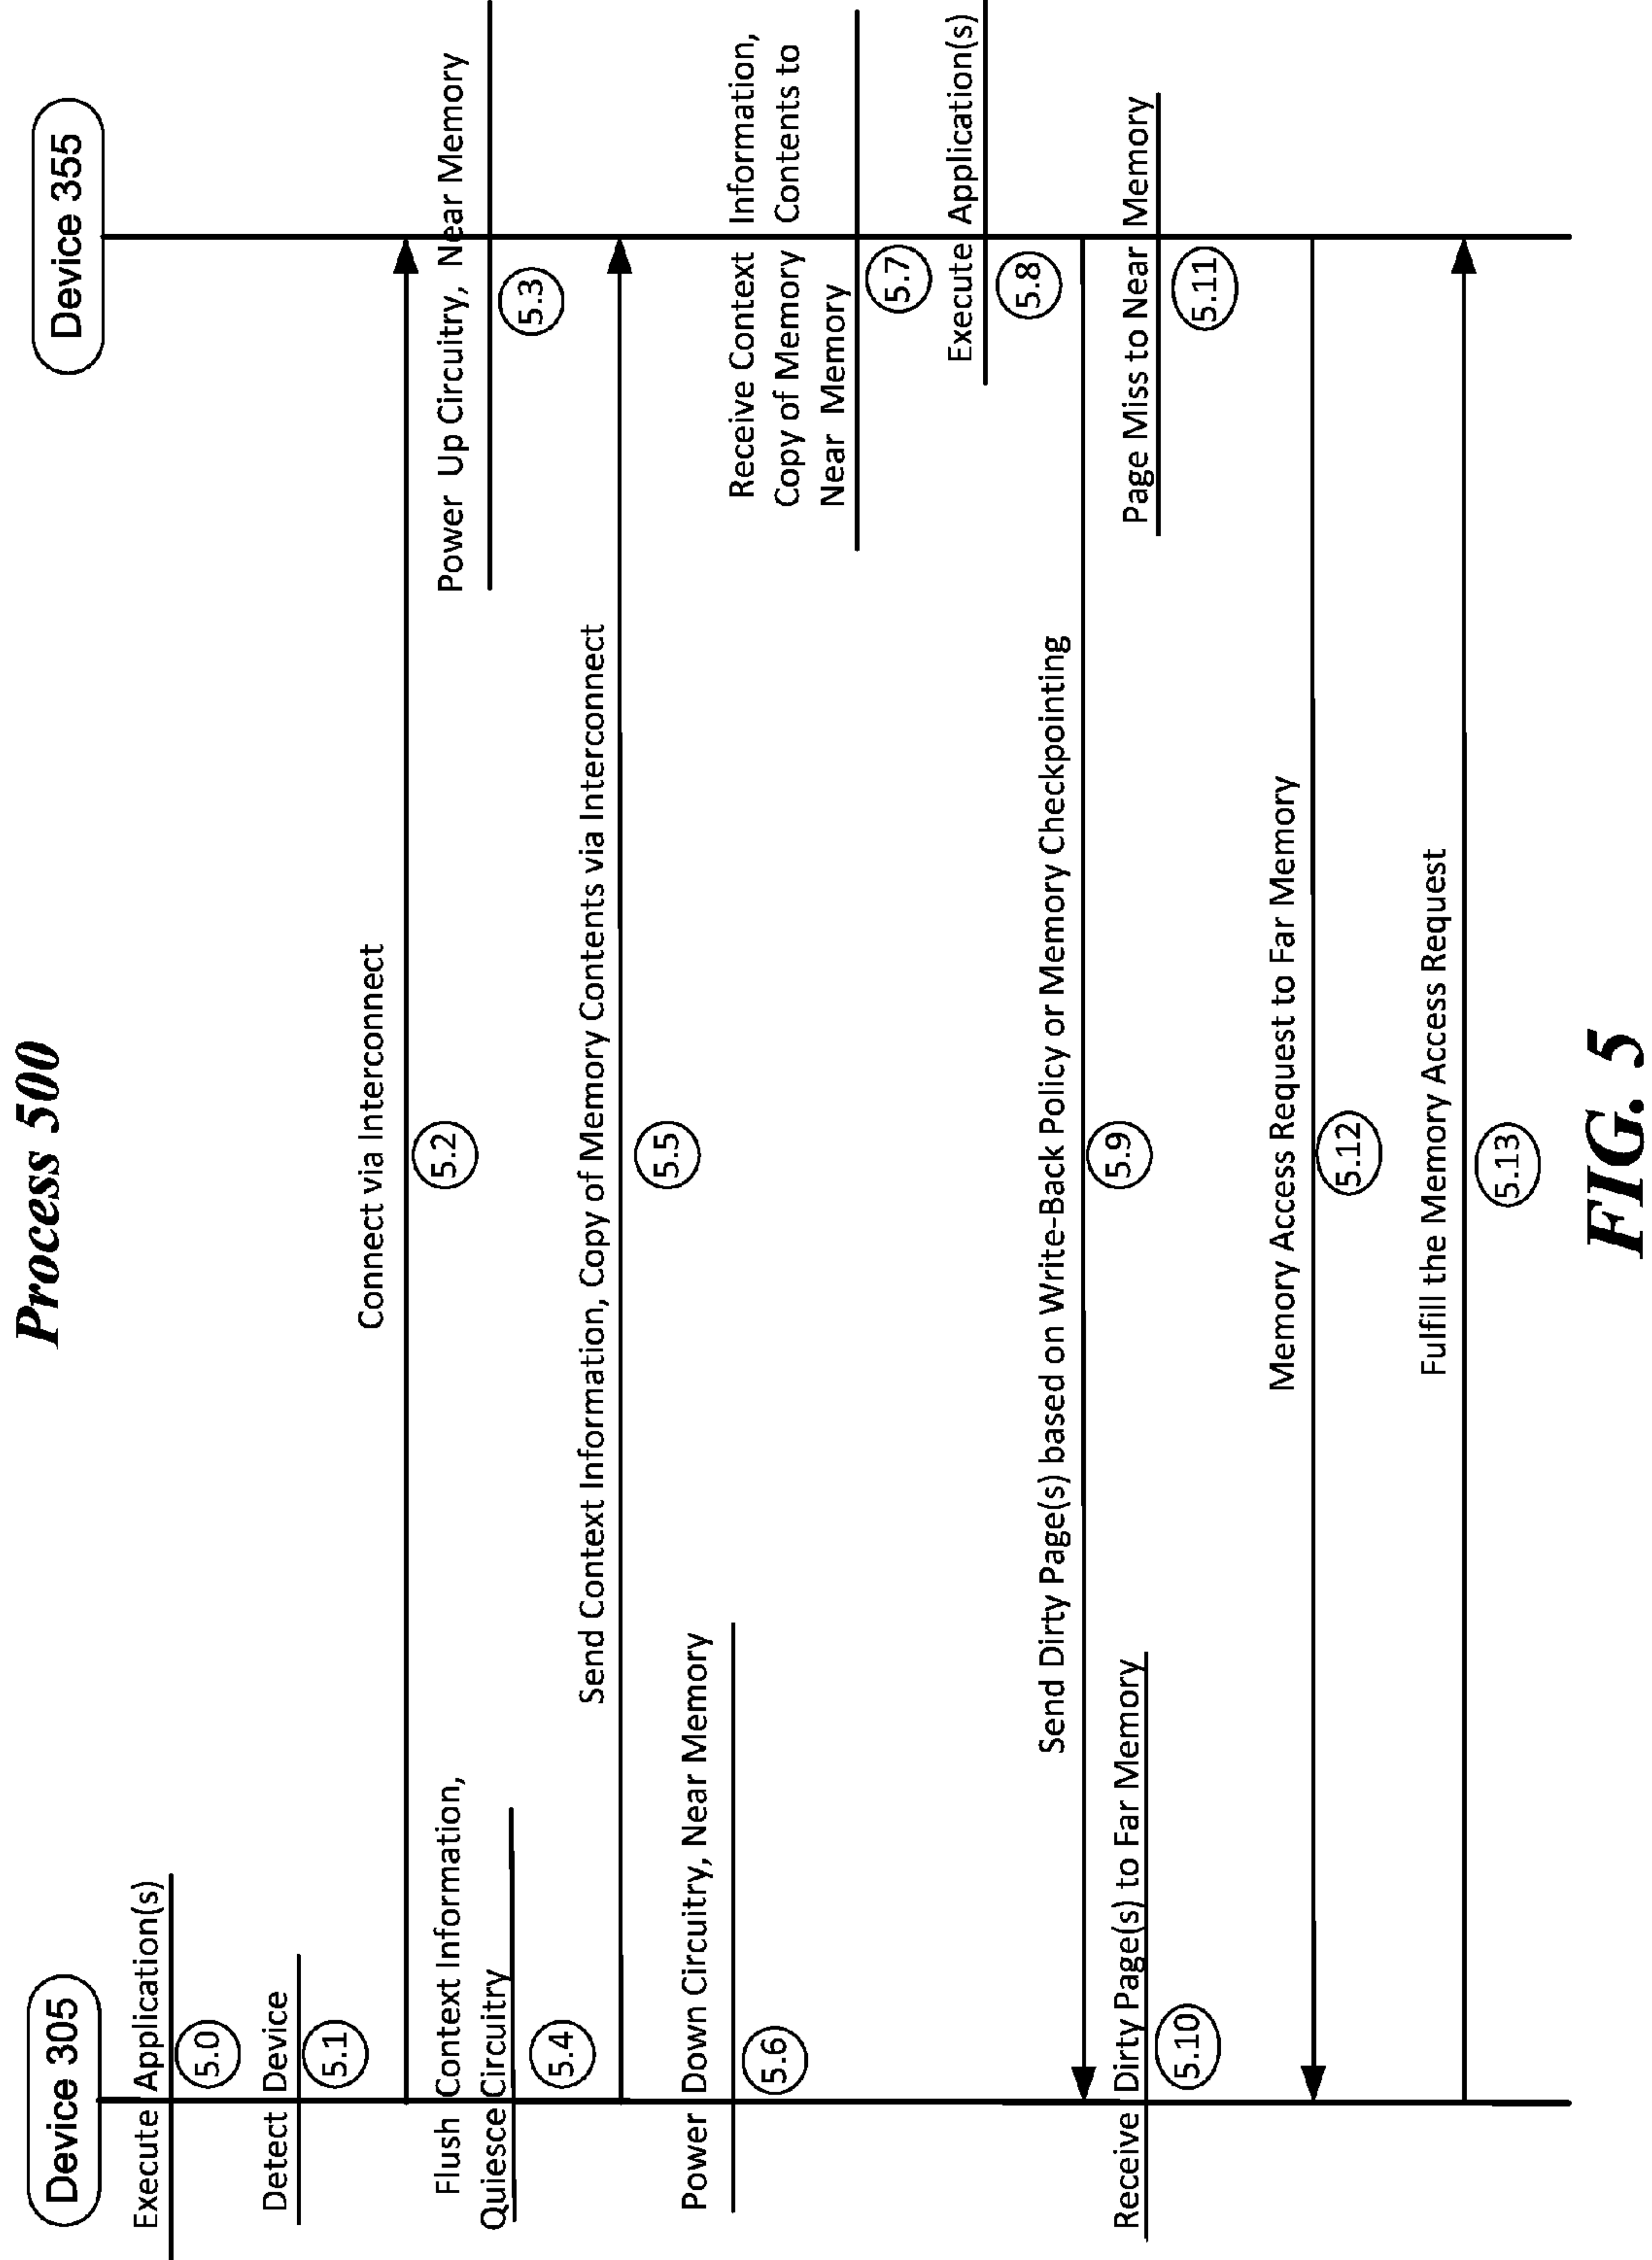 Process 500
Device 305
Device 355
Execute Application(s)
5.0
Detect Device
5.1
Connect via Interconnect
5.2
Power Up Circuitry, Near Memory
5.3
Flush Context Information,
Quiesce Circuitry
5.4
Send Context Information, Copy of Memory Contents via Interconnect
5.5
Power Down Circuitry, Near Memory
5.6
Receive Context Information,
Copy of Memory Contents to
Near Memory
5.7
Execute Application(s)
5.8
Send Dirty Page(s) based on Write-Back Policy or Memory Checkpointing
5.9
Receive Dirty Page(s) to Far Memory
5.10
Page Miss to Near Memory
5.11
Memory Access Request to Far Memory
5.12
Fulfill the Memory Access Request
5.13
FIG. 5